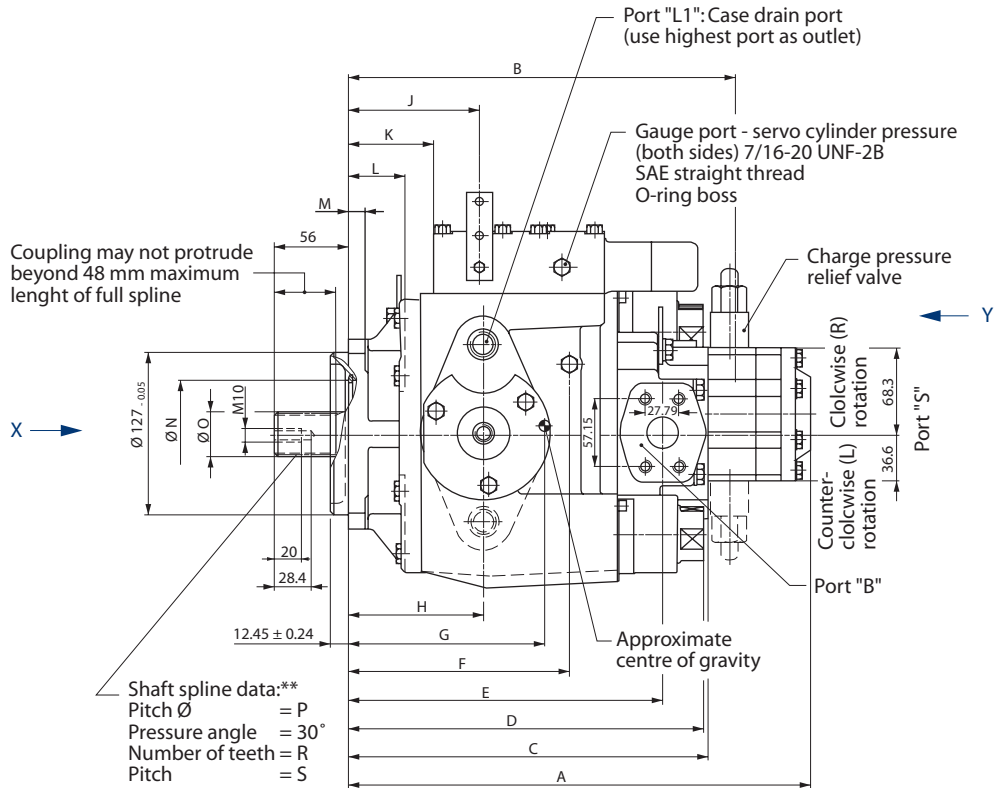 Port "L1": Case drain port
(use highest port as outlet)
B
J
K
Gauge port - servo cylinder pressure
(both sides) 7/16-20 UNF-2B
SAE straight thread
O-ring boss
L
M
56
Coupling may not protrude
beyond 48 mm maximum
lenght of full spline
Charge pressure
relief valve
Y
X
Ø 127 - 0.05
Ø N
Ø O
M10
57.15
27.79
Clolcwise (R)
rotation
68.3
Port "S"
36.6
Counter-
clolcwise (L)
rotation
20
28.4
Port "B"
H
12.45 ± 0.24
G
Approximate
centre of gravity
F
E
Shaft spline data:**
Pitch Ø = P
Pressure angle = 30°
Number of teeth = R
Pitch = S
D
C
A